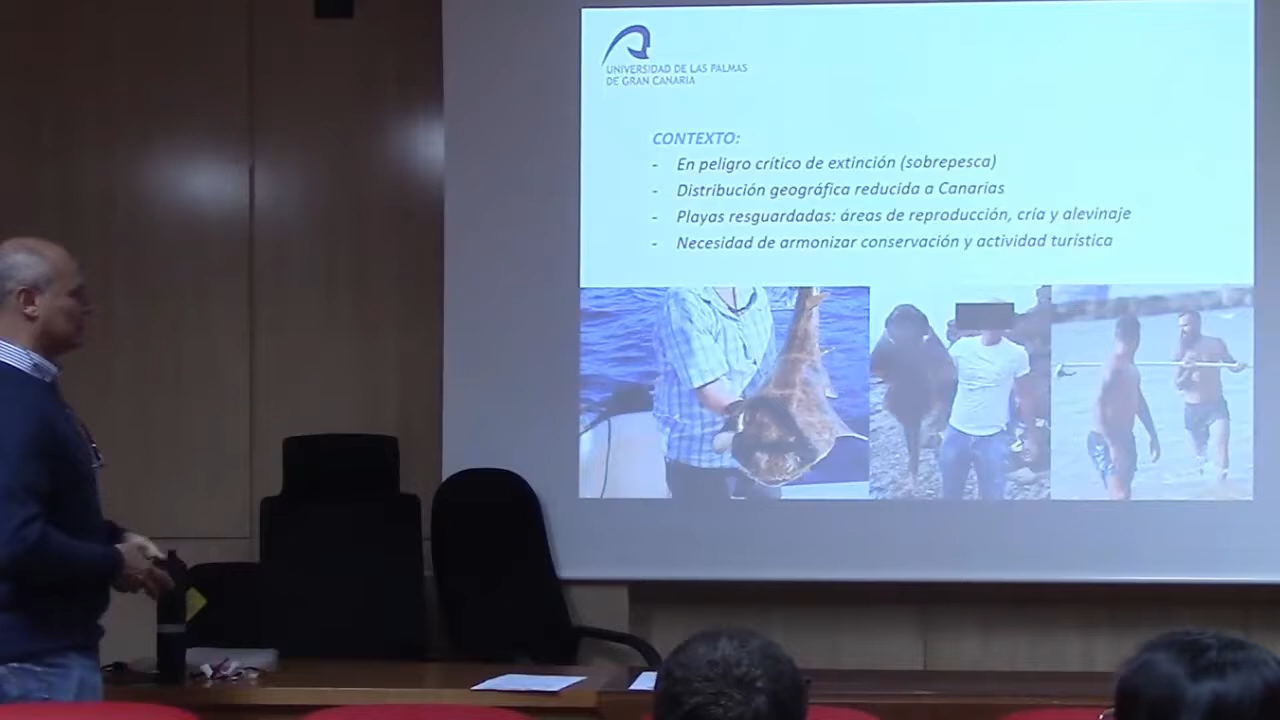 UNIVERSIDAD DE LAS PALMAS
DE GRAN CANARIA
CONTEXTO:
- En peligro crítico de extinción (sobrepesca)
- Distribución geográfica reducida a Canarias
- Playas resguardadas: áreas de reproducción, cría y alevinaje
- Necesidad de armonizar conservación y actividad turística